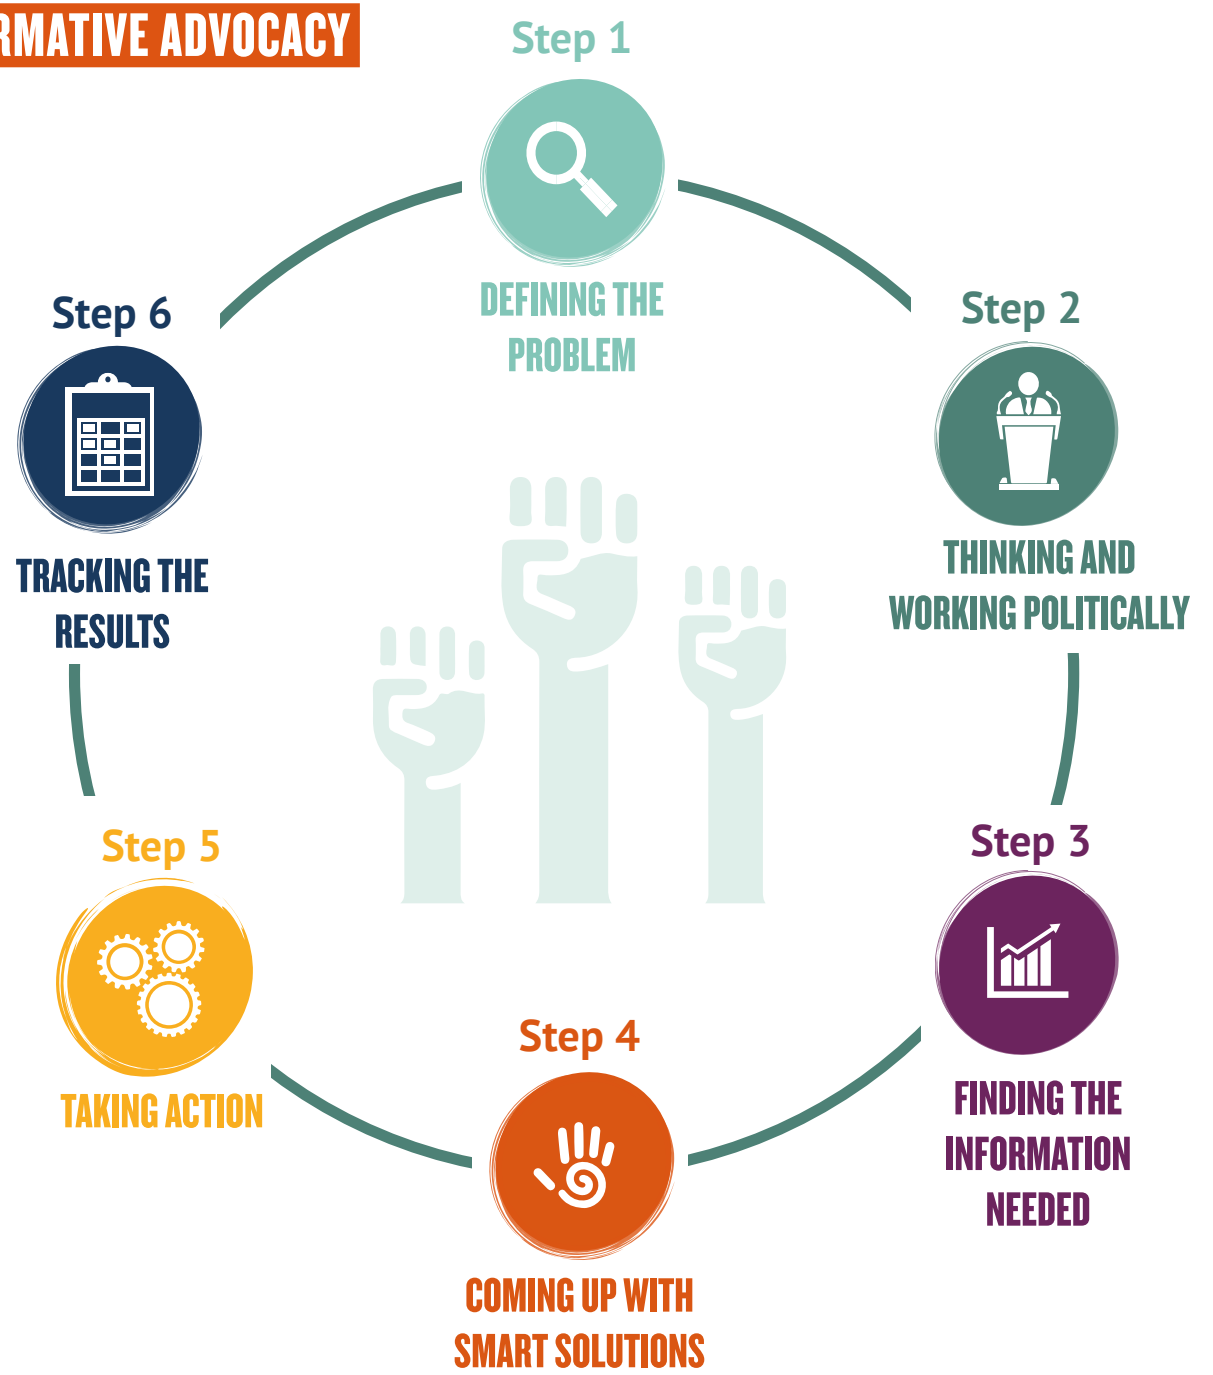 RMATIVE ADVOCACY
Step 1
DEFINING THE
PROBLEM
Step 2
THINKING AND
WORKING POLITICALLY
Step 3
FINDING THE
INFORMATION
NEEDED
Step 4
COMING UP WITH
SMART SOLUTIONS
Step 5
TAKING ACTION
Step 6
TRACKING THE
RESULTS